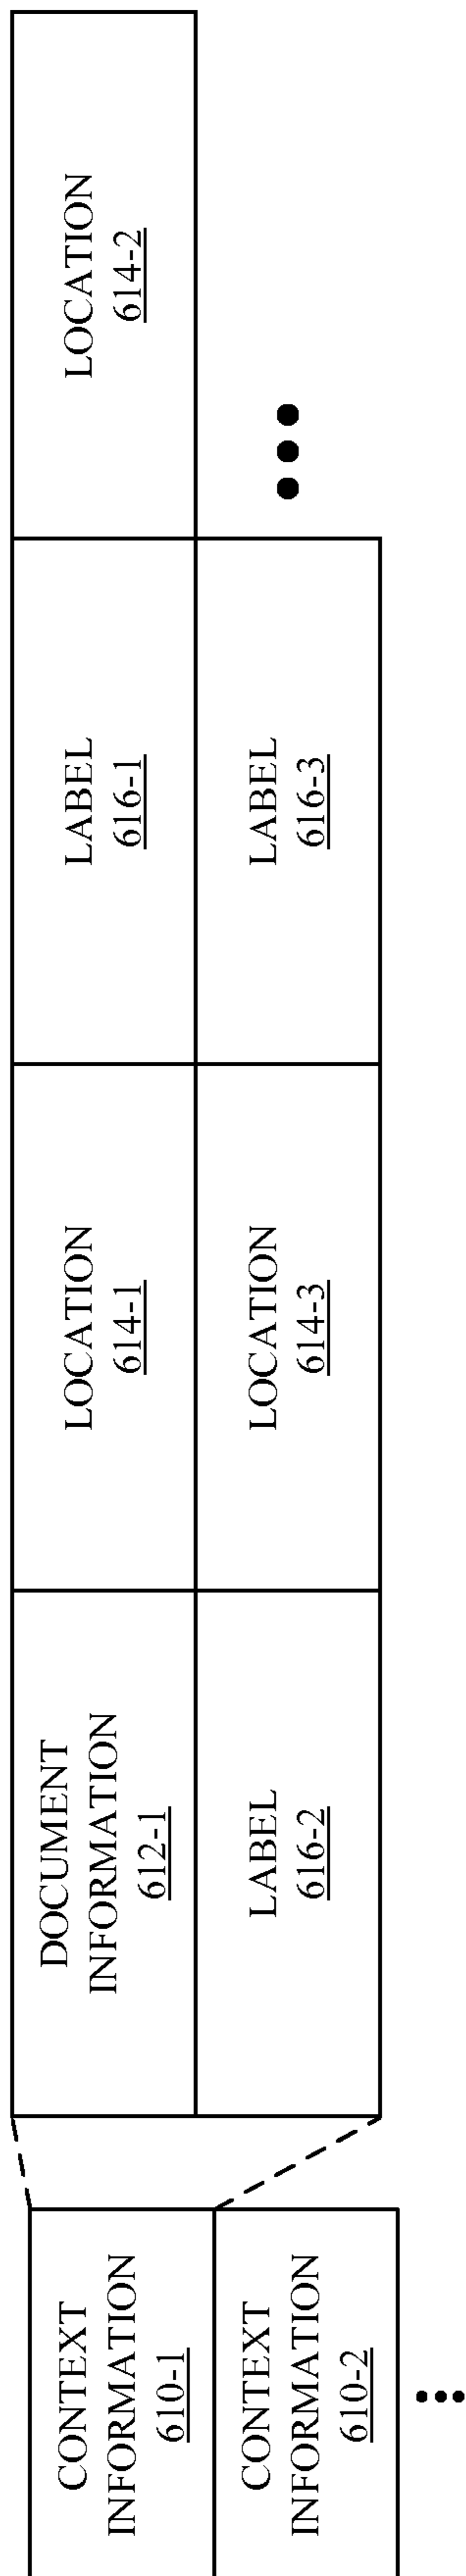 CONTEXT
INFORMATION
610-1
CONTEXT
INFORMATION
610-2
DOCUMENT
INFORMATION
612-1
LOCATION
614-1
LABEL
616-1
LOCATION
614-2
LABEL
616-2
LOCATION
614-3
LABEL
616-3